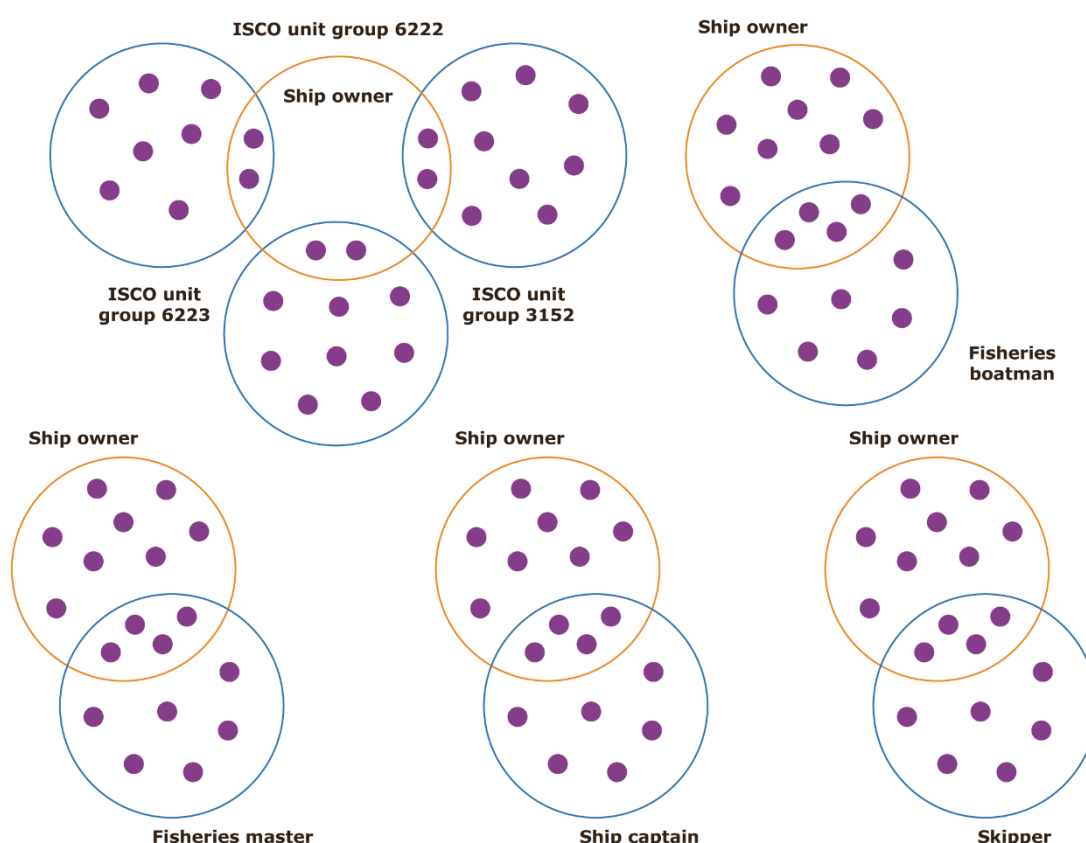 ISCO unit group 6222
Ship owner
Ship owner
ISCO unit
group 6223
ISCO unit
group 3152
Fisheries
boatman
Ship owner
Ship owner
Ship owner
Fisheries master
Ship captain
Skipper